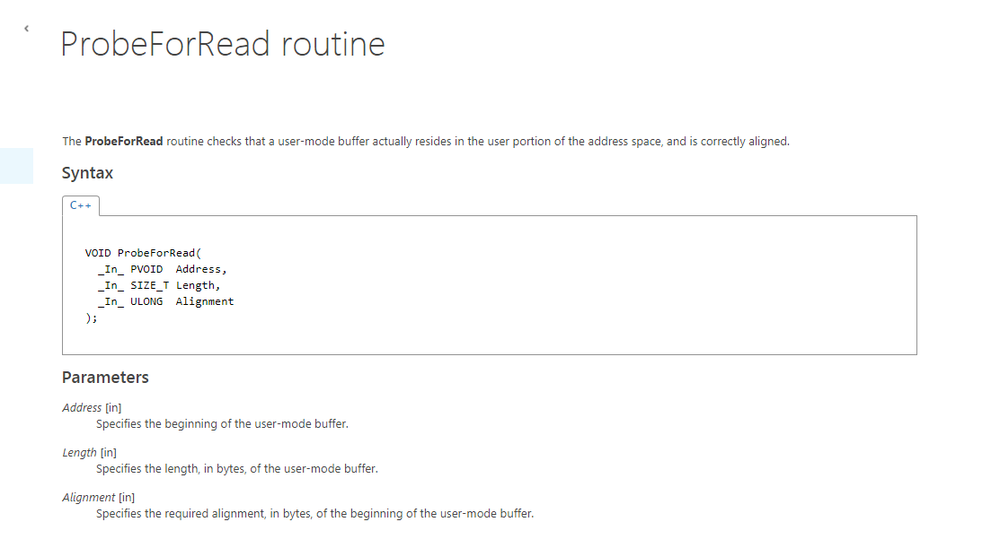 ProbeForRead routine
The ProbeForRead routine checks that a user-mode buffer actually resides in the user portion of the address space, and is correctly aligned.
Syntax
C++
VOID ProbeForRead(
  _In_ PVOID  Address,
  _In_ SIZE_T Length,
  _In_ ULONG  Alignment
);
Parameters
Address [in]
Specifies the beginning of the user-mode buffer.
Length [in]
Specifies the length, in bytes, of the user-mode buffer.
Alignment [in]
Specifies the required alignment, in bytes, of the beginning of the user-mode buffer.